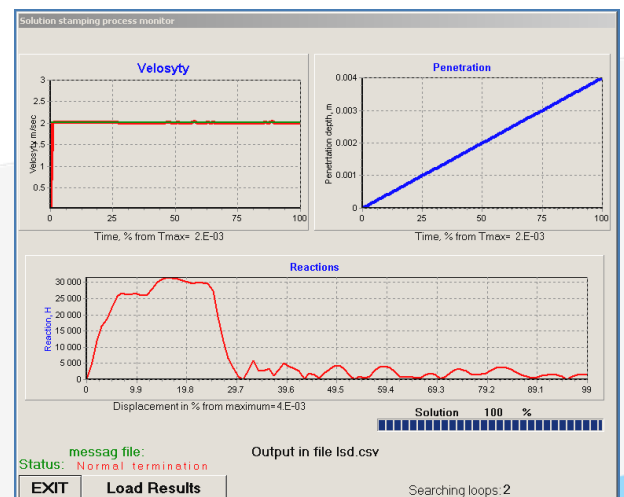 Solution stamping process monitor
Velosyty
3
2.5
2
1.5
1
0.5
Velosyty m/sec
0 25 50 75 100
Time, % from Tmax= 2.E-03
Penetration
0.004
0.003
0.002
0.001
0
Penetrtation depth, m
0 25 50 75 100
Time, % from Tmax= 2.E-03
Reactions
30 000
25 000
20 000
15 000
10 000
5 000
0
Reaction, H
0 9.9 19.8 29.7 39.6 49.5 59.4 69.3 79.2 89.1 99
Displacement in % from maximum=4.E-03
Solution 100 %
messag file:
Output in file lsd.csv
Status: Normal termination
EXIT
Load Results
Searching loops: 2